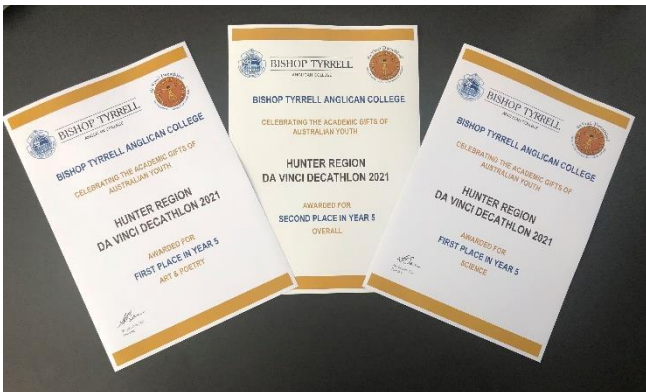 BISHOP TYRRELL
ANGLICAN COLLEGE
BISHOP TYRRELL ANGLICAN COLLEGE
CELEBRATING THE ACADEMIC GIFTS OF
AUSTRALIAN YOUTH
HUNTER REGION
DA VINCI DECATHLON 2021
AWARDED FOR
FIRST PLACE IN YEAR 5
ART & POETRY
BISHOP TYRRELL
ANGLICAN COLLEGE
BISHOP TYRRELL ANGLICAN COLLEGE
CELEBRATING THE ACADEMIC GIFTS OF
AUSTRALIAN YOUTH
HUNTER REGION
DA VINCI DECATHLON 2021
AWARDED FOR
SECOND PLACE IN YEAR 5
OVERALL
BISHOP TYRRELL
ANGLICAN COLLEGE
BISHOP TYRRELL ANGLICAN COLLEGE
CELEBRATING THE ACADEMIC GIFTS OF
AUSTRALIAN YOUTH
HUNTER REGION
DA VINCI DECATHLON 2021
AWARDED FOR
FIRST PLACE IN YEAR 5
SCIENCE